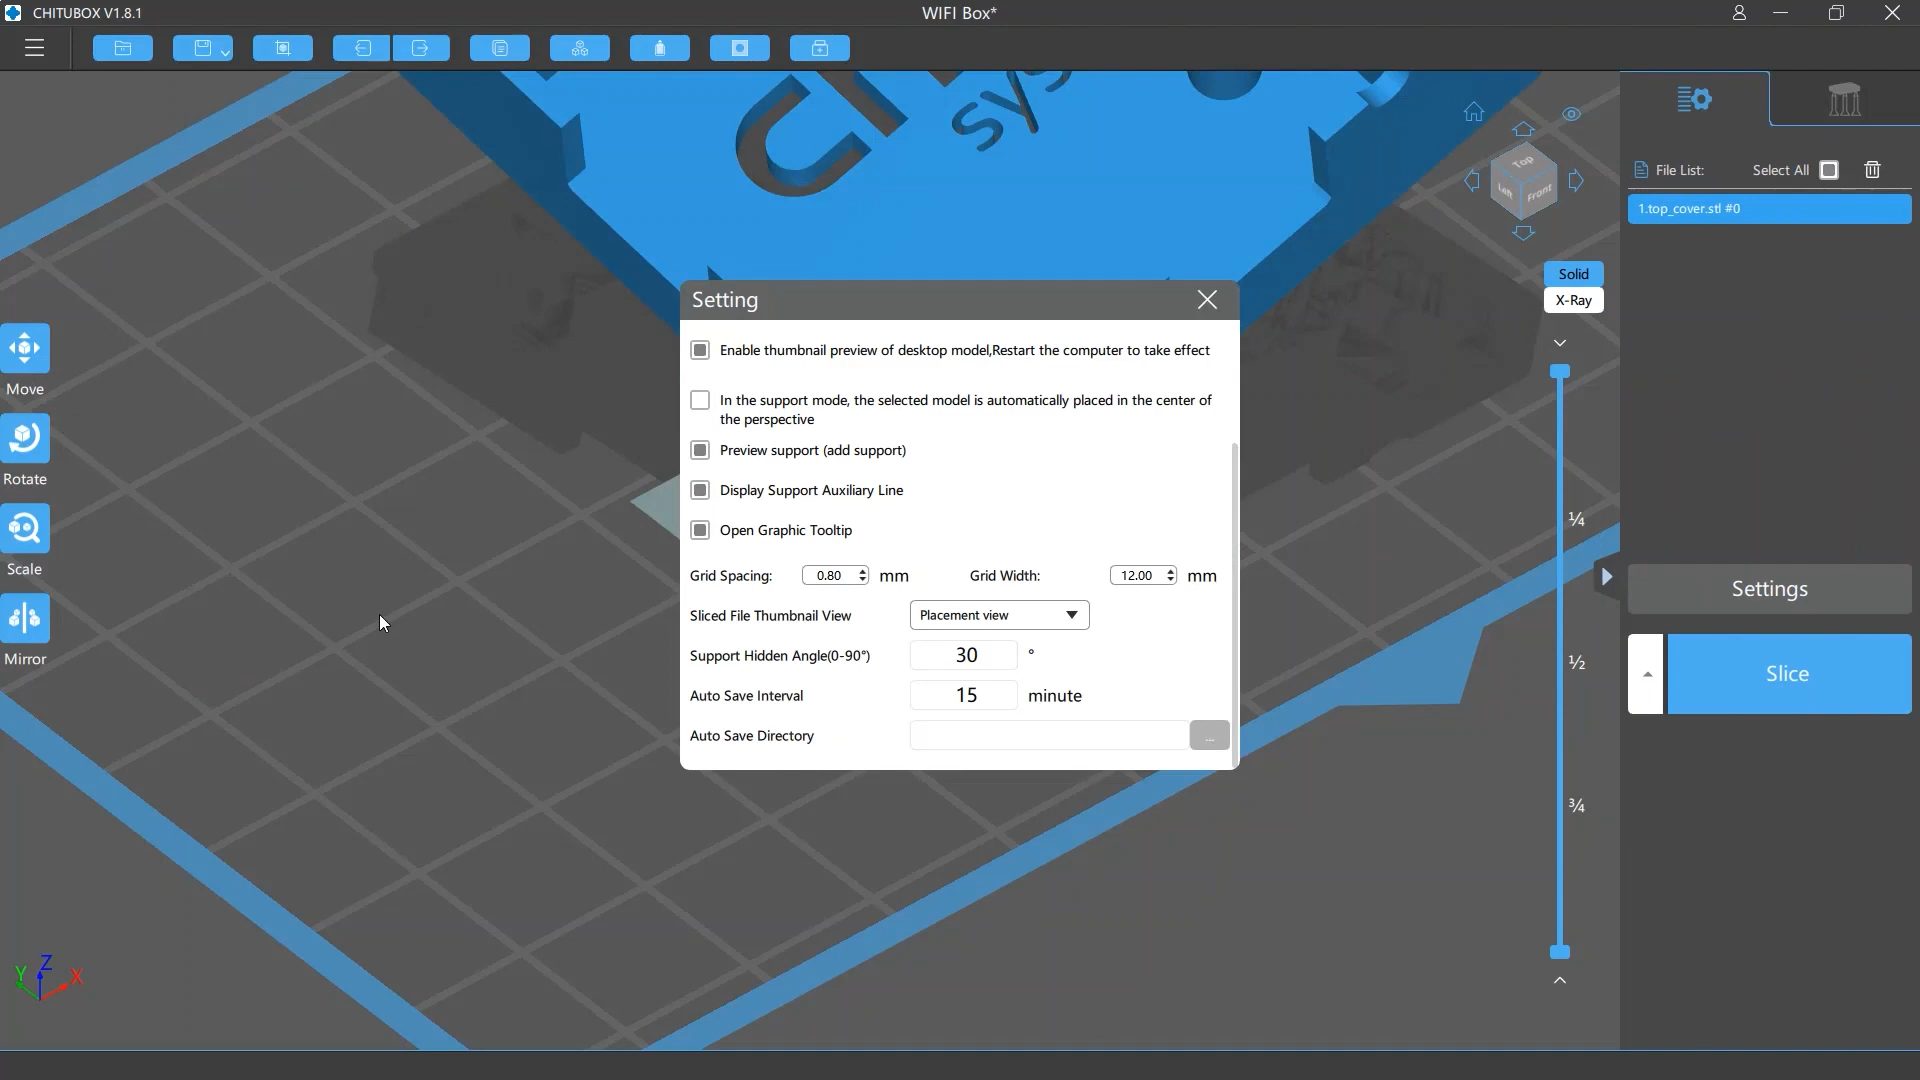 CHITUBOX V1.8.1
WIFI Box*
sys
Top
Left
Front
File List:
Select All
1.top_cover.stl #0
Solid
X-Ray
Setting
Enable thumbnail preview of desktop model,Restart the computer to take effect
In the support mode, the selected model is automatically placed in the center of
the perspective
Preview support (add support)
Display Support Auxiliary Line
Open Graphic Tooltip
Grid Spacing: 0.80 mm Grid Width: 12.00 mm
Sliced File Thumbnail View Placement view
Support Hidden Angle(0-90°) 30 °
Auto Save Interval 15 minute
Auto Save Directory ...
Move
Rotate
Scale
Mirror
¼
½
¾
Settings
Slice
Z
Y
X